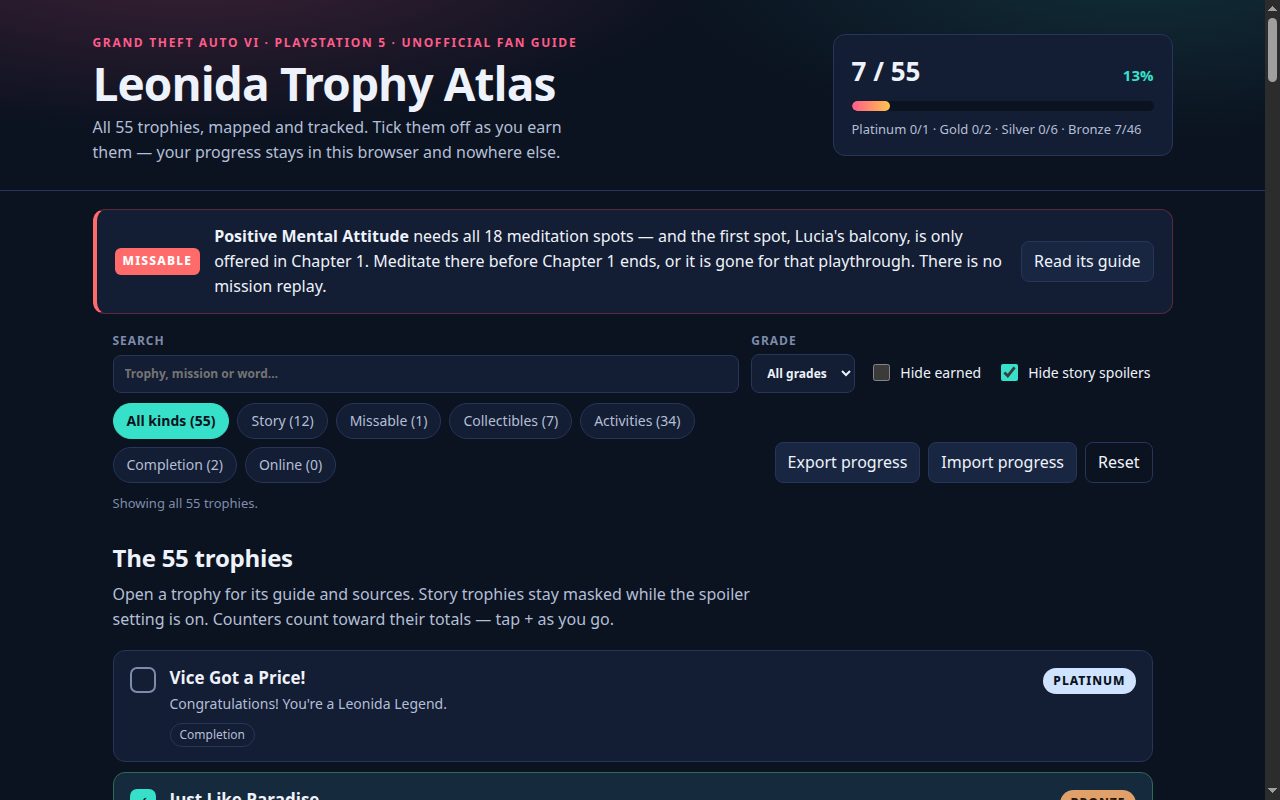 GRAND THEFT AUTO VI · PLAYSTATION 5 · UNOFFICIAL FAN GUIDE
Leonida Trophy Atlas
All 55 trophies, mapped and tracked. Tick them off as you earn
them — your progress stays in this browser and nowhere else.
7 / 55
13%
Platinum 0/1 · Gold 0/2 · Silver 0/6 · Bronze 7/46
MISSABLE
Positive Mental Attitude needs all 18 meditation spots — and the first spot, Lucia's balcony, is only
offered in Chapter 1. Meditate there before Chapter 1 ends, or it is gone for that playthrough. There is no
mission replay.
Read its guide
SEARCH
Trophy, mission or word...
GRADE
All grades
Hide earned
Hide story spoilers
All kinds (55)
Story (12)
Missable (1)
Collectibles (7)
Activities (34)
Completion (2)
Online (0)
Export progress
Import progress
Reset
Showing all 55 trophies.
The 55 trophies
Open a trophy for its guide and sources. Story trophies stay masked while the spoiler
setting is on. Counters count toward their totals — tap + as you go.
Vice Got a Price!
PLATINUM
Congratulations! You're a Leonida Legend.
Completion
Just Like Paradise
BRONZE